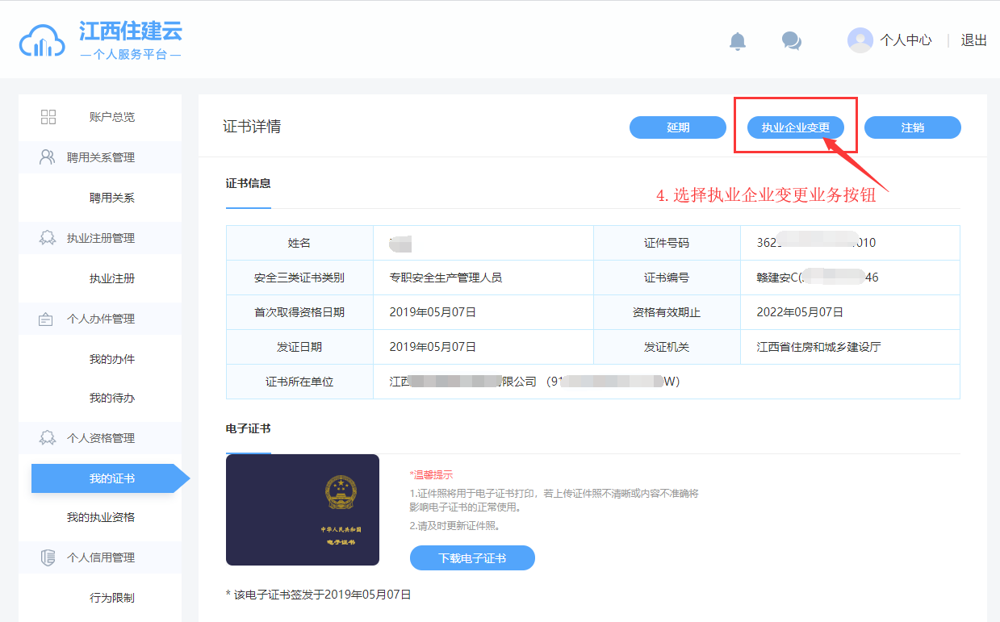 江西住建云
—个人服务平台—
个人中心 | 退出
账户总览
聘用关系管理
聘用关系
执业注册管理
执业注册
个人办件管理
我的办件
我的待办
个人资格管理
我的证书
我的执业资格
个人信用管理
行为限制
证书详情
延期 执业企业变更 注销
4. 选择执业企业变更业务按钮
证书信息
姓名 证件号码 362 010
安全三类证书类别 专职安全生产管理人员 证书编号 赣建安C( 46
首次取得资格日期 2019年05月07日 资格有效期止 2022年05月07日
发证日期 2019年05月07日 发证机关 江西省住房和城乡建设厅
证书所在单位 江西 限公司 (91 W)
电子证书
中华人民共和国
电子证书
*温馨提示
1.证件照将用于电子证书打印，若上传证件照不清晰或内容不准确将
影响电子证书的正常使用。
2.请及时更新证件照。
下载电子证书
* 该电子证书签发于2019年05月07日